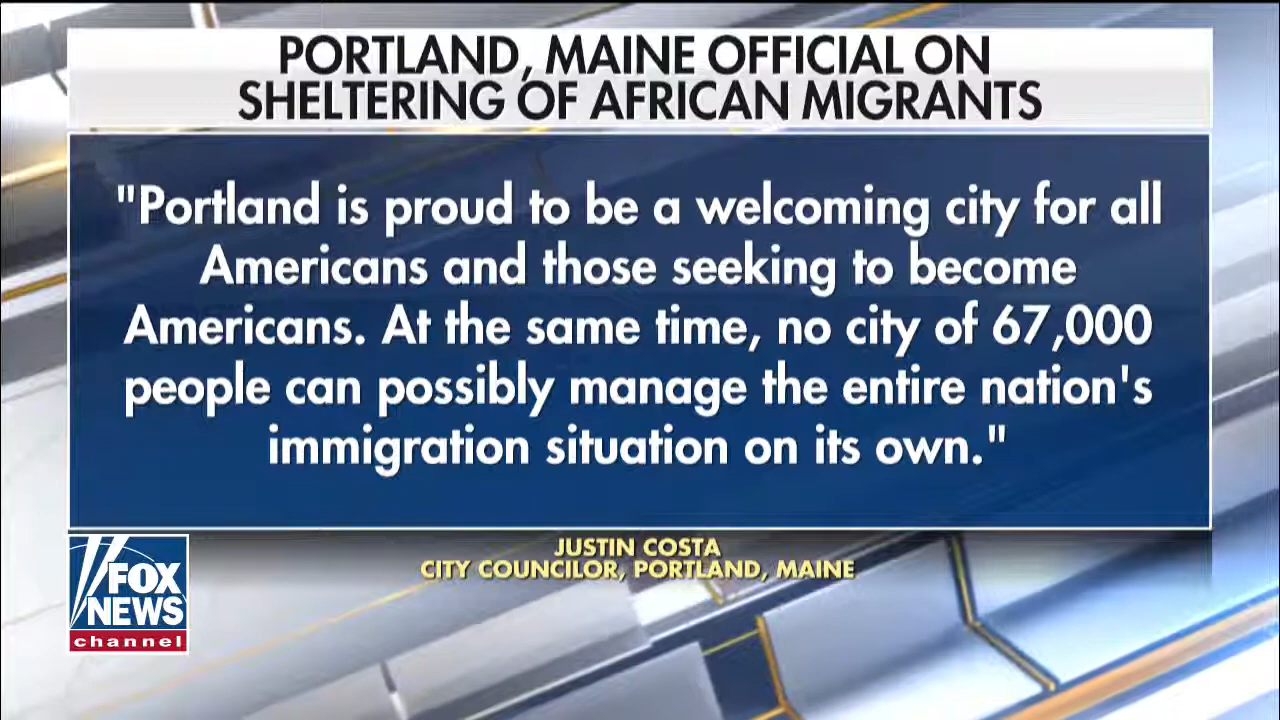 PORTLAND, MAINE OFFICIAL ON
SHELTERING OF AFRICAN MIGRANTS
"Portland is proud to be a welcoming city for all
Americans and those seeking to become
Americans. At the same time, no city of 67,000
people can possibly manage the entire nation's
immigration situation on its own."
JUSTIN COSTA
CITY COUNCILOR, PORTLAND, MAINE
FOX
NEWS
channel